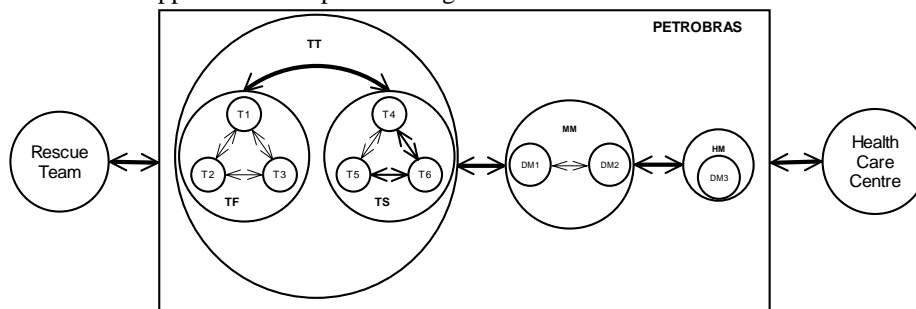 PETROBRAS
TT
T1
T2
T3
TF
T4
T5
T6
TS
MM
DM1
DM2
HM
DM3
Rescue
Team
Health
Care
Centre